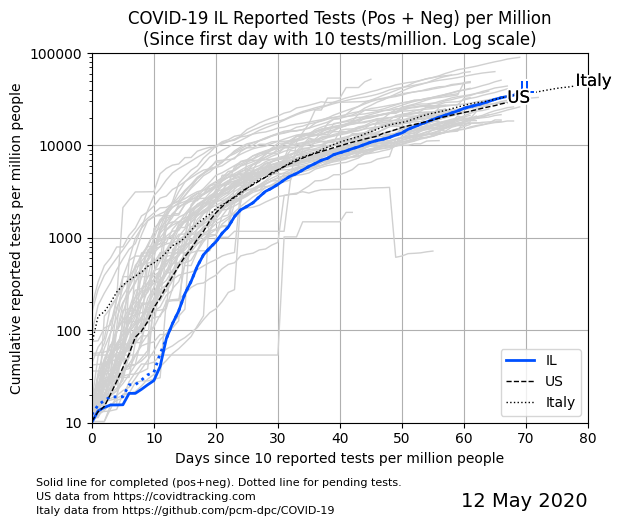 COVID-19 IL Reported Tests (Pos + Neg) per Million
(Since first day with 10 tests/million. Log scale)
Cumulative reported tests per million people
100000
10000
1000
100
10
IL
US
Italy
IL
US
Italy
0 10 20 30 40 50 60 70 80
Days since 10 reported tests per million people
Solid line for completed (pos+neg). Dotted line for pending tests.
US data from https://covidtracking.com
Italy data from https://github.com/pcm-dpc/COVID-19
12 May 2020